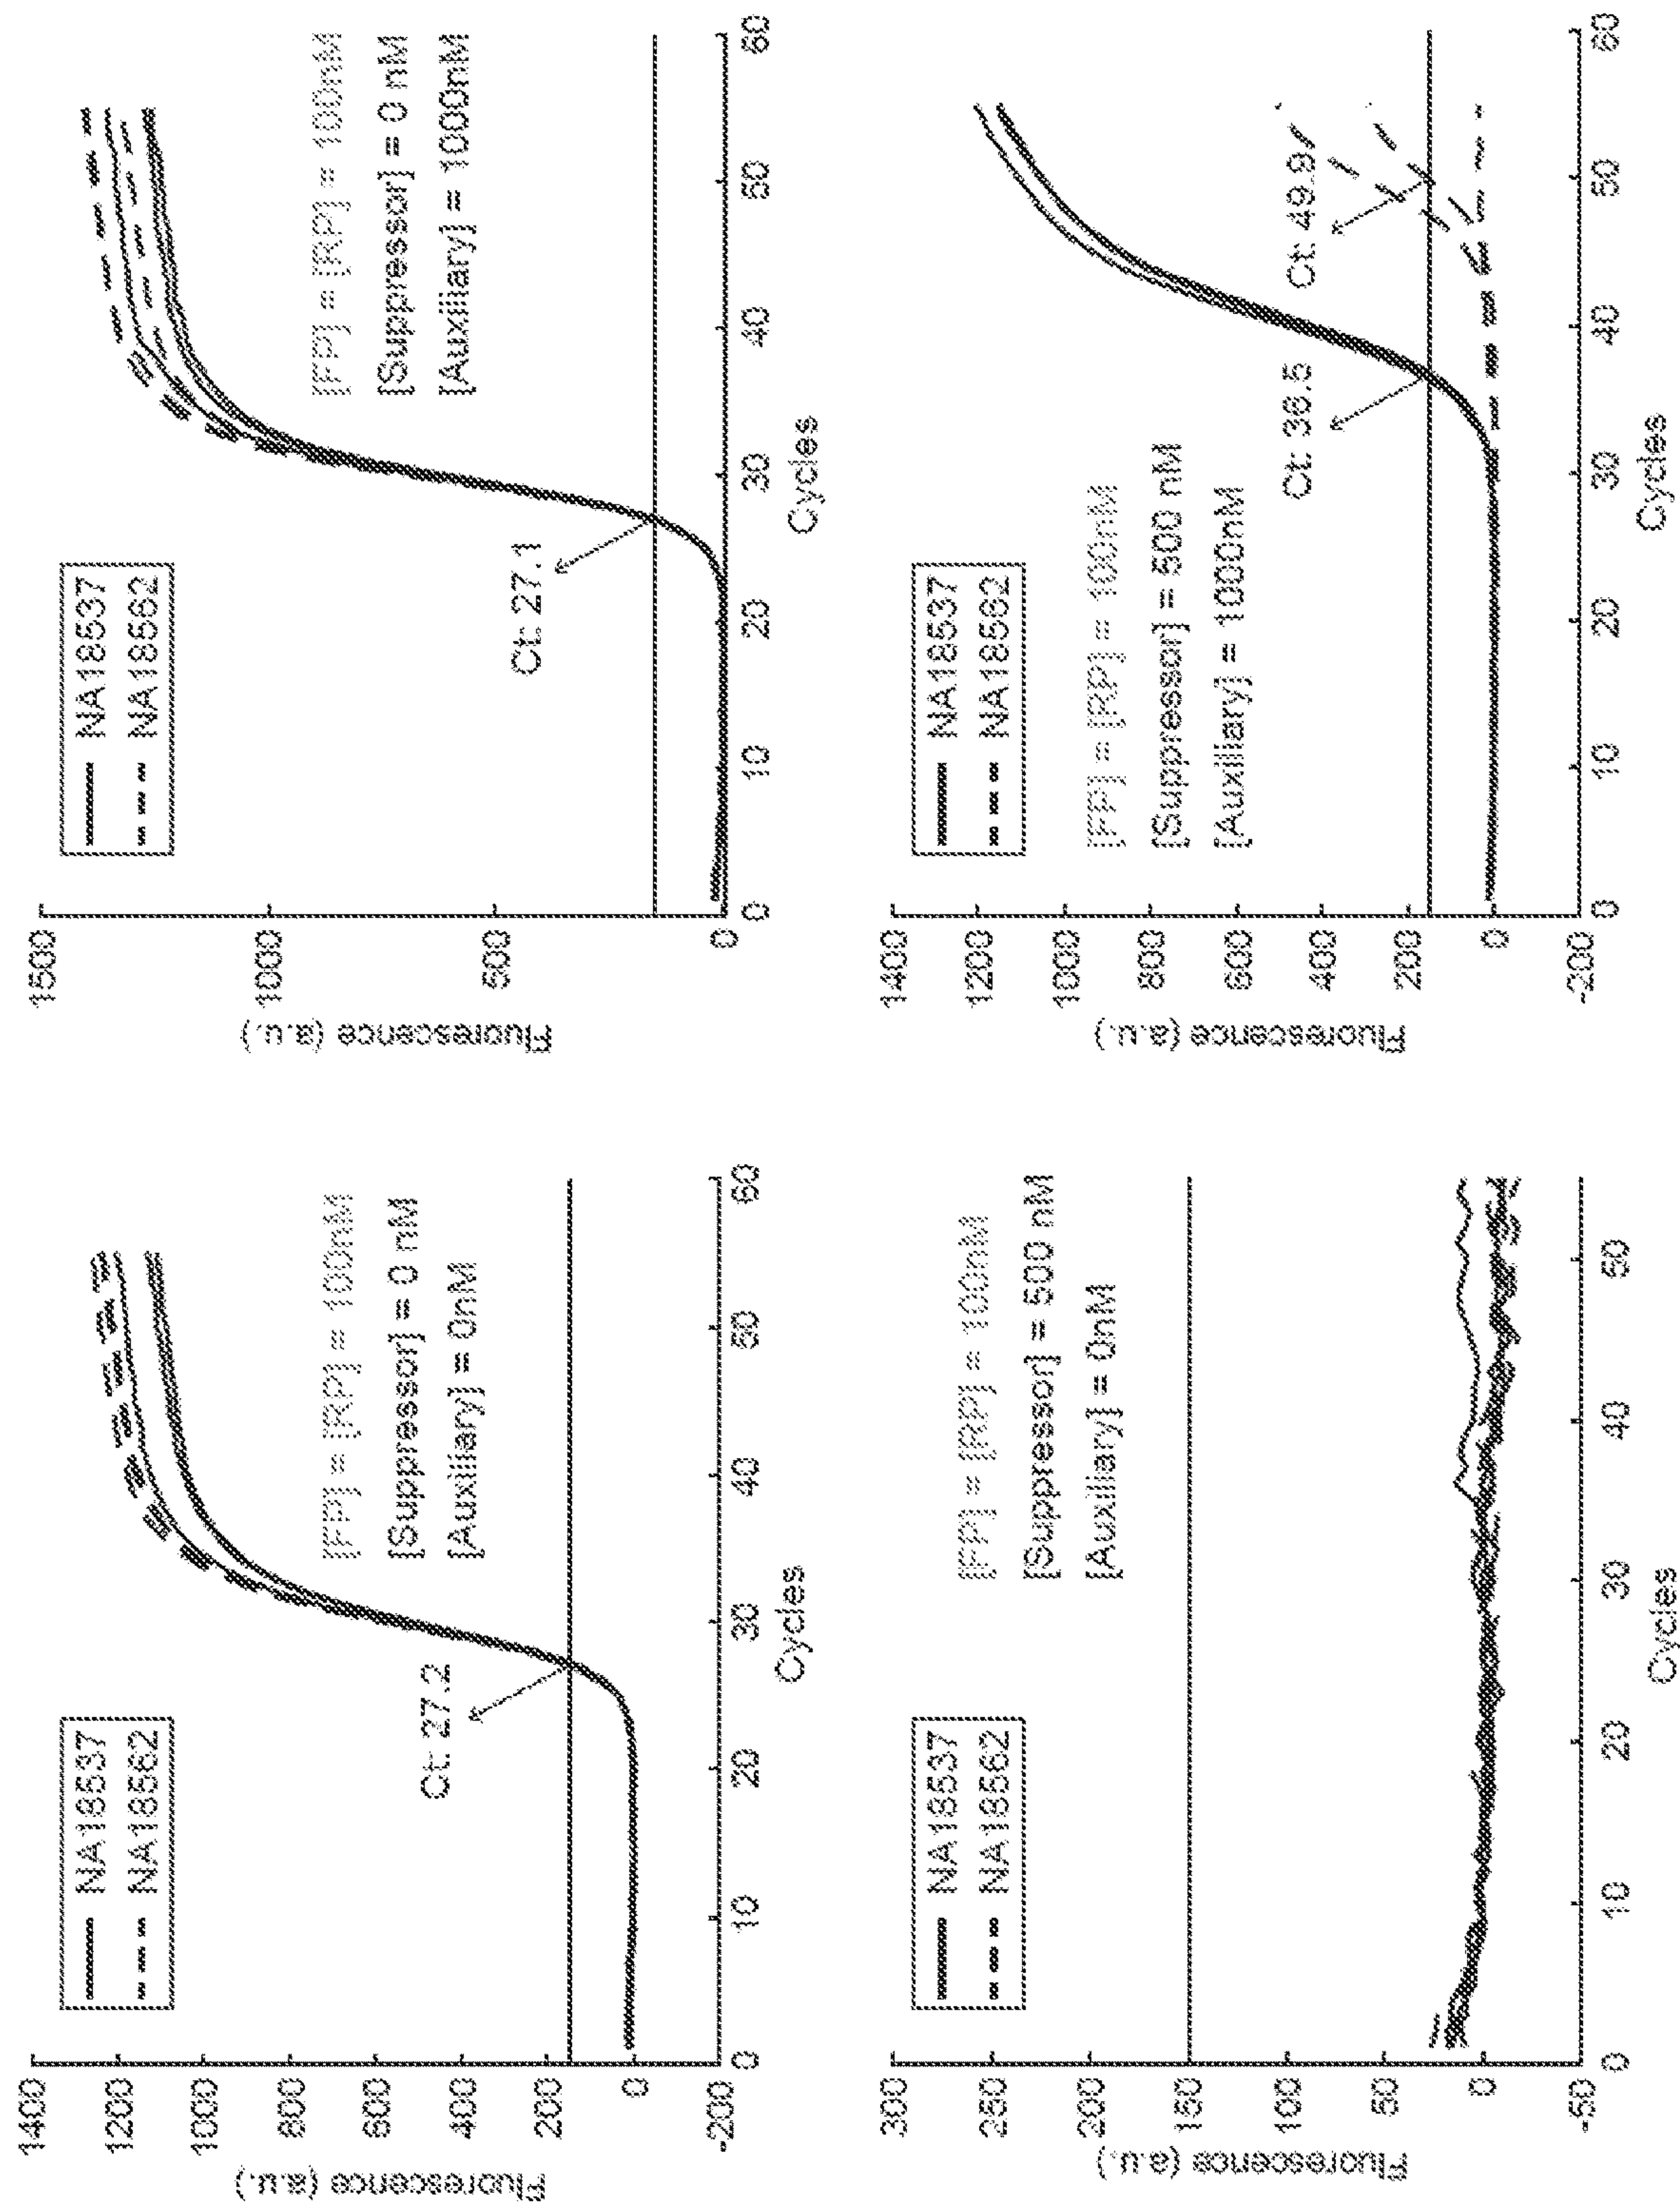 1400
1200
1000
800
600
400
200
0
-200
Fluorescence (a.u.)
NA18537
NA18562
Ct: 27.2
[FP] = [RP] = 100nM
[Suppressor] = 0 nM
[Auxiliary] = 0nM
0 10 20 30 40 50 60
Cycles
1500
1000
500
0
Fluorescence (a.u.)
NA18537
NA18562
Ct: 27.1
[FP] = [RP] = 100nM
[Suppressor] = 0 nM
[Auxiliary] = 1000nM
0 10 20 30 40 50 60
Cycles
300
250
200
150
100
50
0
-50
Fluorescence (a.u.)
NA18537
NA18562
[FP] = [RP] = 100nM
[Suppressor] = 500 nM
[Auxiliary] = 0nM
0 10 20 30 40 50
Cycles
1400
1200
1000
800
600
400
200
0
-200
Fluorescence (a.u.)
NA18537
NA18562
[FP] = [RP] = 100nM
[Suppressor] = 500 nM
[Auxiliary] = 1000nM
Ct: 36.5
Ct: 49.9
0 10 20 30 40 50 60
Cycles